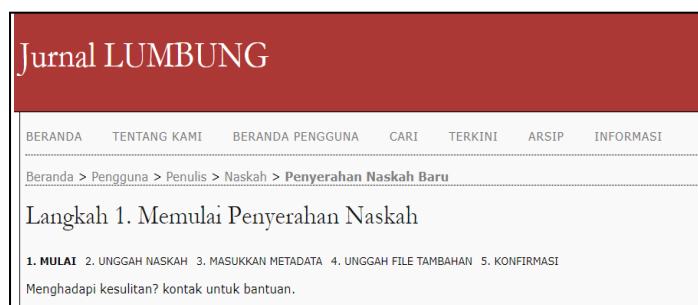 Jurnal LUMBUNG
BERANDA TENTANG KAMI BERANDA PENGGUNA CARI TERKINI ARSIP INFORMASI
Beranda > Pengguna > Penulis > Naskah > Penyerahan Naskah Baru
Langkah 1. Memulai Penyerahan Naskah
1. MULAI 2. UNGGAH NASKAH 3. MASUKKAN METADATA 4. UNGGAH FILE TAMBAHAN 5. KONFIRMASI
Menghadapi kesulitan? kontak untuk bantuan.